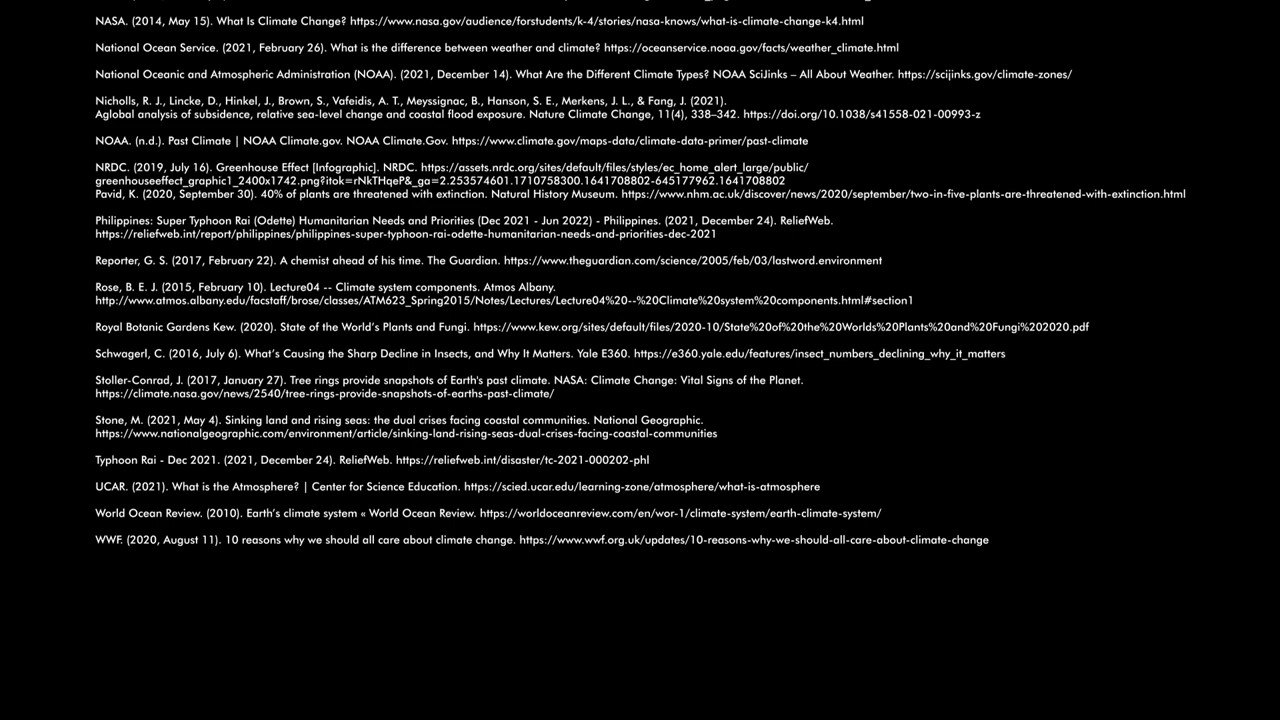 NASA. (2014, May 15). What Is Climate Change? https://www.nasa.gov/audience/forstudents/k-4/stories/nasa-knows/what-is-climate-change-k4.html
National Ocean Service. (2021, February 26). What is the difference between weather and climate? https://oceanservice.noaa.gov/facts/weather_climate.html
National Oceanic and Atmospheric Administration (NOAA). (2021, December 14). What Are the Different Climate Types? NOAA SciJinks – All About Weather. https://scijinks.gov/climate-zones/
Nicholls, R. J., Lincke, D., Hinkel, J., Brown, S., Vafeidis, A. T., Meyssignac, B., Hanson, S. E., Merkens, J. L., & Fang, J. (2021).
Aglobal analysis of subsidence, relative sea-level change and coastal flood exposure. Nature Climate Change, 11(4), 338–342. https://doi.org/10.1038/s41558-021-00993-z
NOAA. (n.d.). Past Climate | NOAA Climate.gov. NOAA Climate.Gov. https://www.climate.gov/maps-data/climate-data-primer/past-climate
NRDC. (2019, July 16). Greenhouse Effect [Infographic]. NRDC. https://assets.nrdc.org/sites/default/files/styles/ec_home_alert_large/public/
greenhouseeffect_graphic1_2400x1742.png?itok=rNkTHqeP&_ga=2.253574601.1710758300.1641708802-645177962.1641708802
Pavid, K. (2020, September 30). 40% of plants are threatened with extinction. Natural History Museum. https://www.nhm.ac.uk/discover/news/2020/september/two-in-five-plants-are-threatened-with-extinction.html
Philippines: Super Typhoon Rai (Odette) Humanitarian Needs and Priorities (Dec 2021 - Jun 2022) - Philippines. (2021, December 24). ReliefWeb.
https://reliefweb.int/report/philippines/philippines-super-typhoon-rai-odette-humanitarian-needs-and-priorities-dec-2021
Reporter, G. S. (2017, February 22). A chemist ahead of his time. The Guardian. https://www.theguardian.com/science/2005/feb/03/lastword.environment
Rose, B. E. J. (2015, February 10). Lecture04 -- Climate system components. Atmos Albany.
http://www.atmos.albany.edu/facstaff/brose/classes/ATM623_Spring2015/Notes/Lectures/Lecture04%20--%20Climate%20system%20components.html#section1
Royal Botanic Gardens Kew. (2020). State of the World’s Plants and Fungi. https://www.kew.org/sites/default/files/2020-10/State%20of%20the%20Worlds%20Plants%20and%20Fungi%202020.pdf
Schwagerl, C. (2016, July 6). What’s Causing the Sharp Decline in Insects, and Why It Matters. Yale E360. https://e360.yale.edu/features/insect_numbers_declining_why_it_matters
Stoller-Conrad, J. (2017, January 27). Tree rings provide snapshots of Earth's past climate. NASA: Climate Change: Vital Signs of the Planet.
https://climate.nasa.gov/news/2540/tree-rings-provide-snapshots-of-earths-past-climate/
Stone, M. (2021, May 4). Sinking land and rising seas: the dual crises facing coastal communities. National Geographic.
https://www.nationalgeographic.com/environment/article/sinking-land-rising-seas-dual-crises-facing-coastal-communities
Typhoon Rai - Dec 2021. (2021, December 24). ReliefWeb. https://reliefweb.int/disaster/tc-2021-000202-phl
UCAR. (2021). What is the Atmosphere? | Center for Science Education. https://scied.ucar.edu/learning-zone/atmosphere/what-is-atmosphere
World Ocean Review. (2010). Earth’s climate system « World Ocean Review. https://worldoceanreview.com/en/wor-1/climate-system/earth-climate-system/
WWF. (2020, August 11). 10 reasons why we should all care about climate change. https://www.wwf.org.uk/updates/10-reasons-why-we-should-all-care-about-climate-change